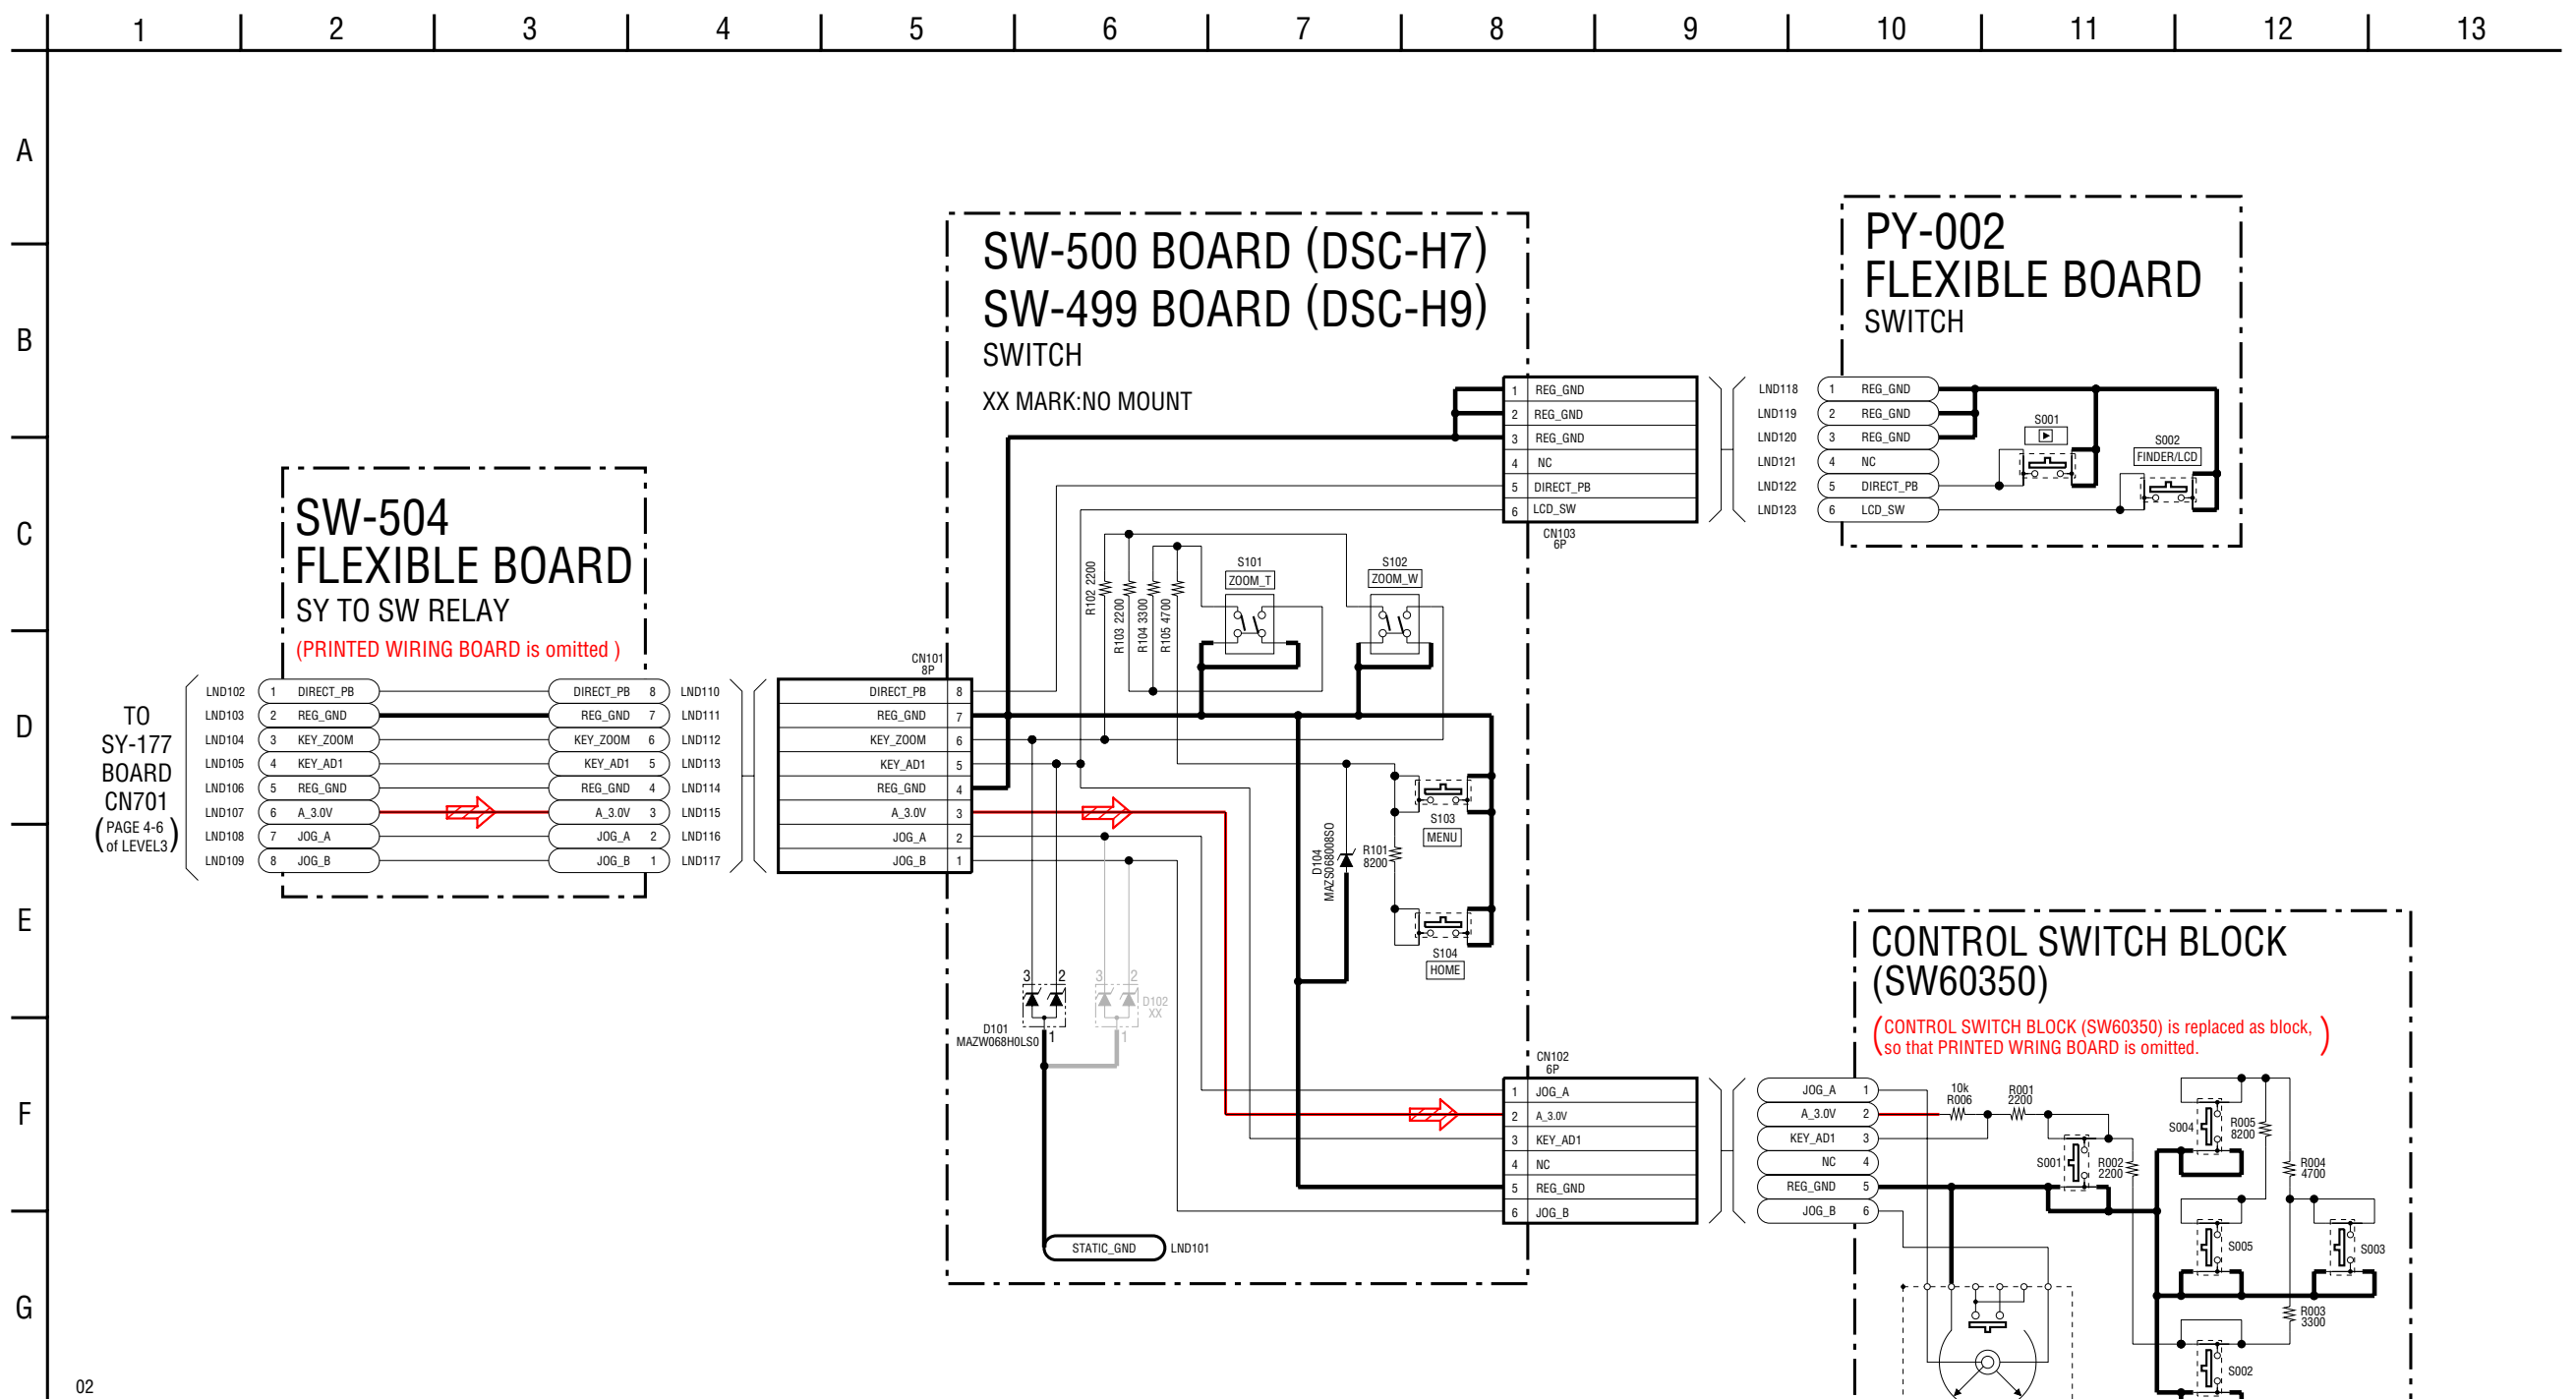 1 2 3 4 5 6 7 8 9 10 11 12 13
A
B
C
D
E
F
G
SW-504
FLEXIBLE BOARD
SY TO SW RELAY
(PRINTED WIRING BOARD is omitted )
TO
SY-177
BOARD
CN701
(PAGE 4-6
of LEVEL3)
LND102 1 DIRECT_PB DIRECT_PB 8 LND110
LND103 2 REG_GND REG_GND 7 LND111
LND104 3 KEY_ZOOM KEY_ZOOM 6 LND112
LND105 4 KEY_AD1 KEY_AD1 5 LND113
LND106 5 REG_GND REG_GND 4 LND114
LND107 6 A_3.0V A_3.0V 3 LND115
LND108 7 JOG_A JOG_A 2 LND116
LND109 8 JOG_B JOG_B 1 LND117
SW-500 BOARD (DSC-H7)
SW-499 BOARD (DSC-H9)
SWITCH
XX MARK:NO MOUNT
CN101
8P
DIRECT_PB 8
REG_GND 7
KEY_ZOOM 6
KEY_AD1 5
REG_GND 4
A_3.0V 3
JOG_A 2
JOG_B 1
R102 2200
R103 2200
R104 3300
R105 4700
S101
ZOOM_T
S102
ZOOM_W
S103
MENU
R101
8200
D104
MAZS068008SO
S104
HOME
3 2
D101
MAZW068H0LS0
1
3 2
D102
XX
1
STATIC_GND LND101
1 REG_GND
2 REG_GND
3 REG_GND
4 NC
5 DIRECT_PB
6 LCD_SW
CN103
6P
CN102
6P
1 JOG_A
2 A_3.0V
3 KEY_AD1
4 NC
5 REG_GND
6 JOG_B
PY-002
FLEXIBLE BOARD
SWITCH
LND118 1 REG_GND
LND119 2 REG_GND
LND120 3 REG_GND
LND121 4 NC
LND122 5 DIRECT_PB
LND123 6 LCD_SW
S001
S002
FINDER/LCD
CONTROL SWITCH BLOCK
(SW60350)
(CONTROL SWITCH BLOCK (SW60350) is replaced as block,
so that PRINTED WRING BOARD is omitted.)
JOG_A 1
A_3.0V 2
KEY_AD1 3
NC 4
REG_GND 5
JOG_B 6
10k
R006
R001
2200
S001
R002
2200
S004
R005
8200
R004
4700
S005
S003
R003
3300
S002
02